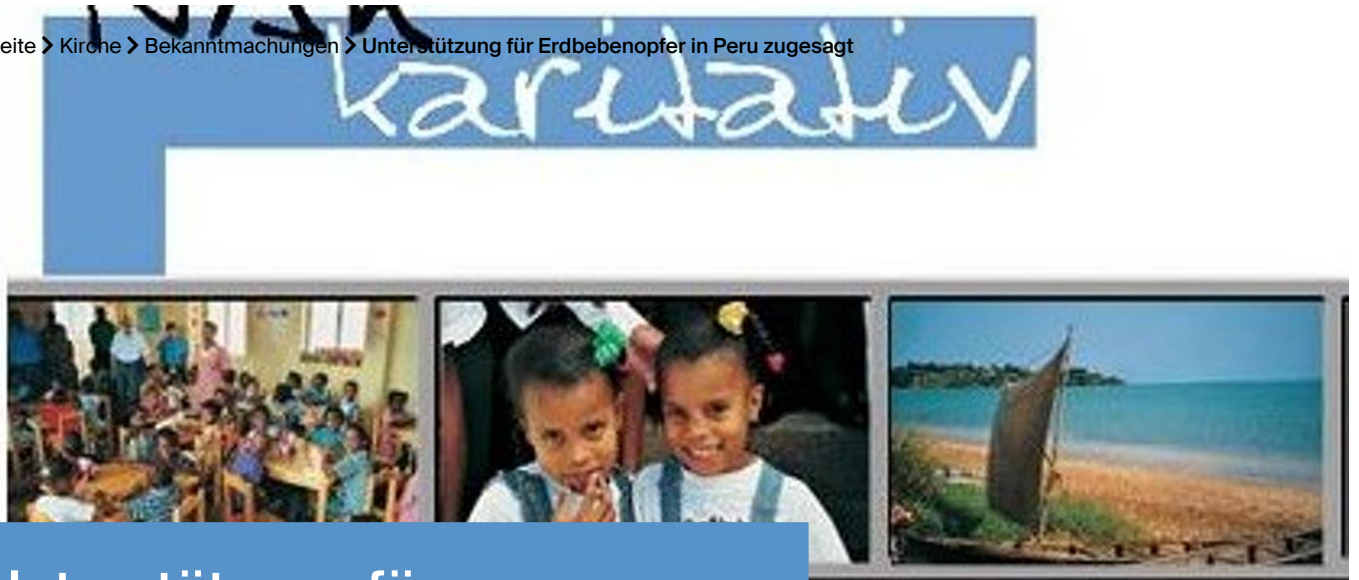 eite > Kirche > Bekanntmachungen > Unterstützung für Erdbebenopfer in Peru zugesagt
karitativ